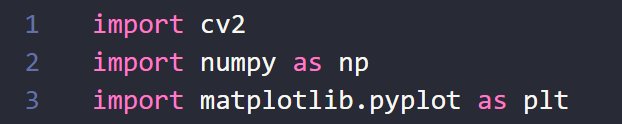 1 import cv2
2 import numpy as np
3 import matplotlib.pyplot as plt